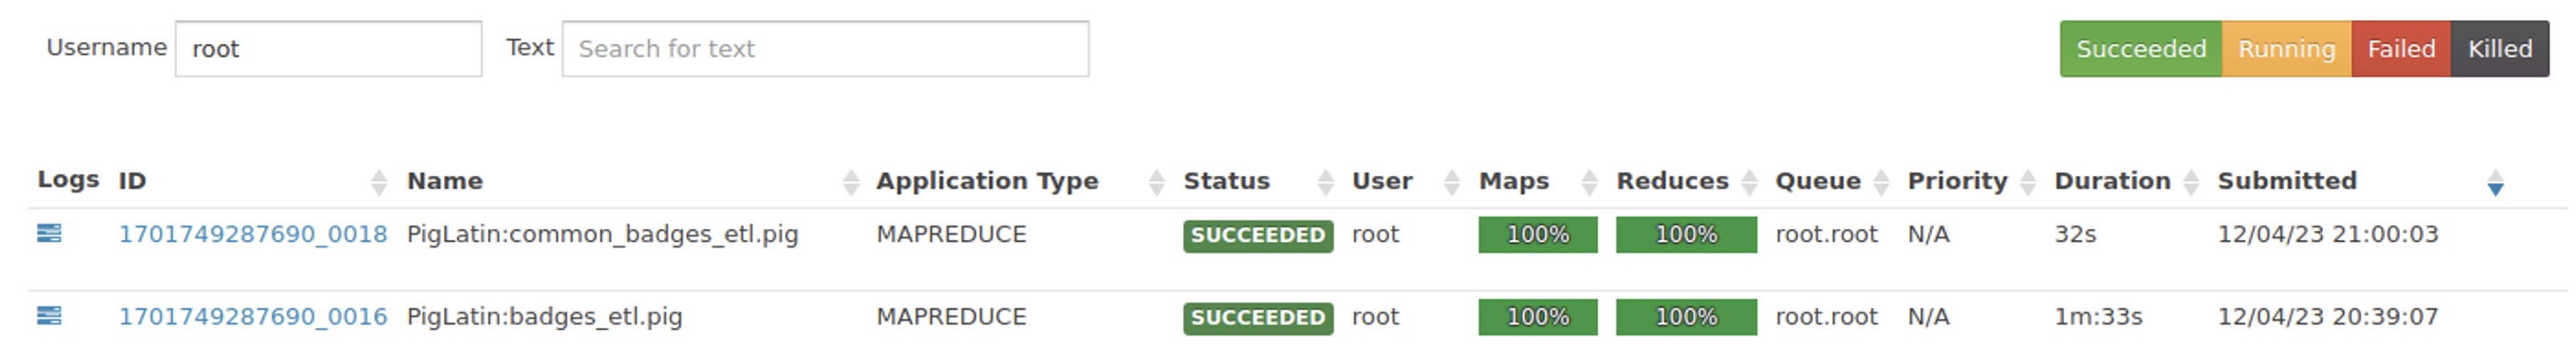 Username root Text Search for text Succeeded Running Failed Killed
Logs ID Name Application Type Status User Maps Reduces Queue Priority Duration Submitted
1701749287690_0018 PigLatin:common_badges_etl.pig MAPREDUCE SUCCEEDED root 100% 100% root.root N/A 32s 12/04/23 21:00:03
1701749287690_0016 PigLatin:badges_etl.pig MAPREDUCE SUCCEEDED root 100% 100% root.root N/A 1m:33s 12/04/23 20:39:07